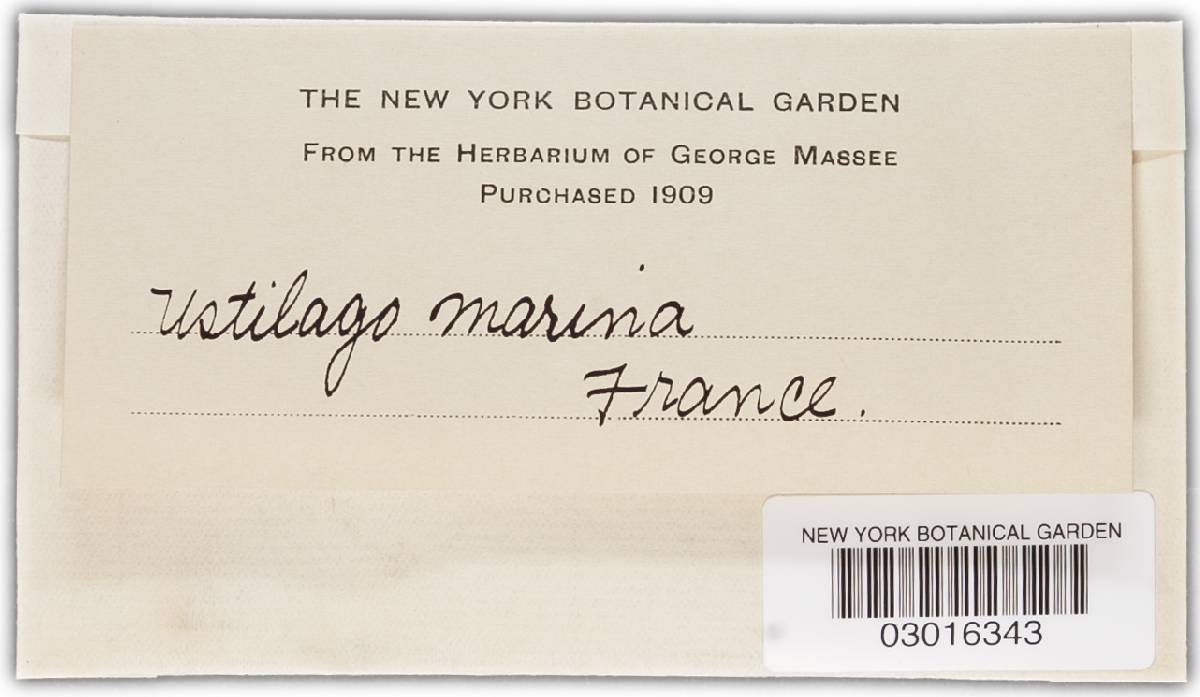 THE NEW YORK BOTANICAL GARDEN
FROM THE HERBARIUM OF GEORGE MASSEE
PURCHASED 1909
Ustilago marina
France.
NEW YORK BOTANICAL GARDEN
03016343